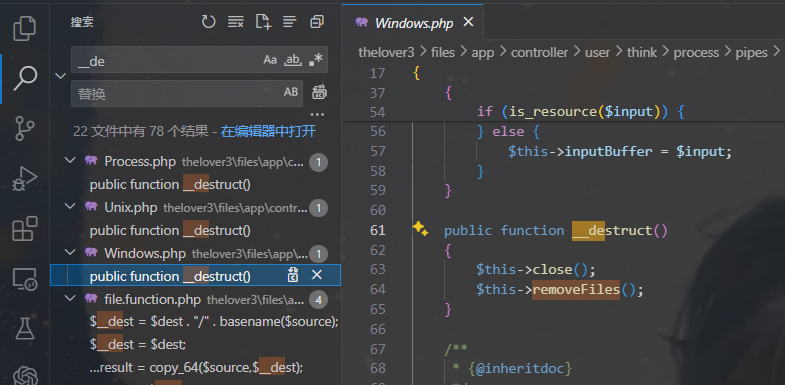 搜索
__de
Aa ab .*
替换
AB
22 文件中有 78 个结果 - 在编辑器中打开
Process.php thelover3\files\app\c... 1
public function __destruct()
Unix.php thelover3\files\app\contr... 1
public function __destruct()
Windows.php thelover3\files\app\... 1
public function __destruct()
file.function.php thelover3\files\a... 4
$__dest = $dest . "/" . basename($source);
$__dest = $dest;
...result = copy_64($source,$__dest);
Windows.php
thelover3 > files > app > controller > user > think > process > pipes >
17 {
37 {
54 if (is_resource($input)) {
56 } else {
57 $this->inputBuffer = $input;
58 }
59 }
60
61 public function __destruct()
62 {
63 $this->close();
64 $this->removeFiles();
65 }
66
67 /**
68 * {@inheritdoc}